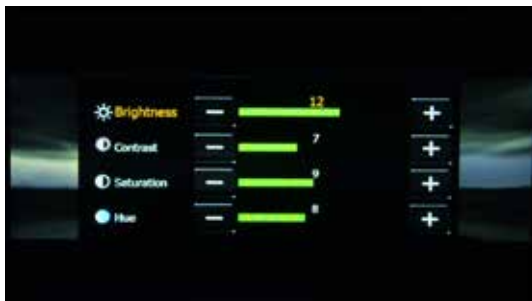 12
Brightness − +
7
Contrast − +
9
Saturation − +
8
Hue − +